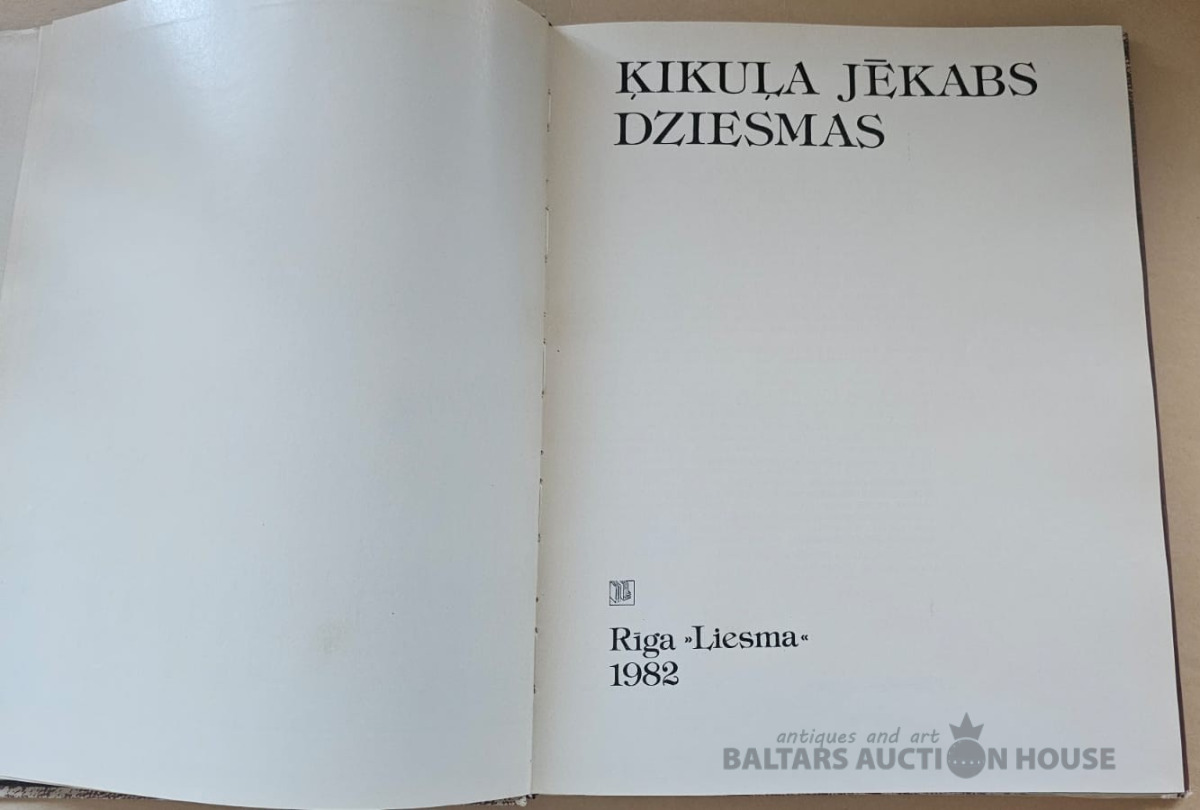 ĶIKUĻA JĒKABS
DZIESMAS
Rīga »Liesma«
1982
antiques and art
BALTARS AUCTION HOUSE